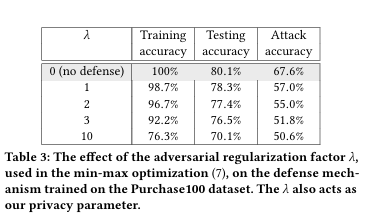 λ Training Testing Attack
accuracy accuracy accuracy
0 (no defense) 100% 80.1% 67.6%
1 98.7% 78.3% 57.0%
2 96.7% 77.4% 55.0%
3 92.2% 76.5% 51.8%
10 76.3% 70.1% 50.6%
Table 3: The effect of the adversarial regularization factor λ,
used in the min-max optimization (7), on the defense mech-
anism trained on the Purchase100 dataset. The λ also acts as
our privacy parameter.